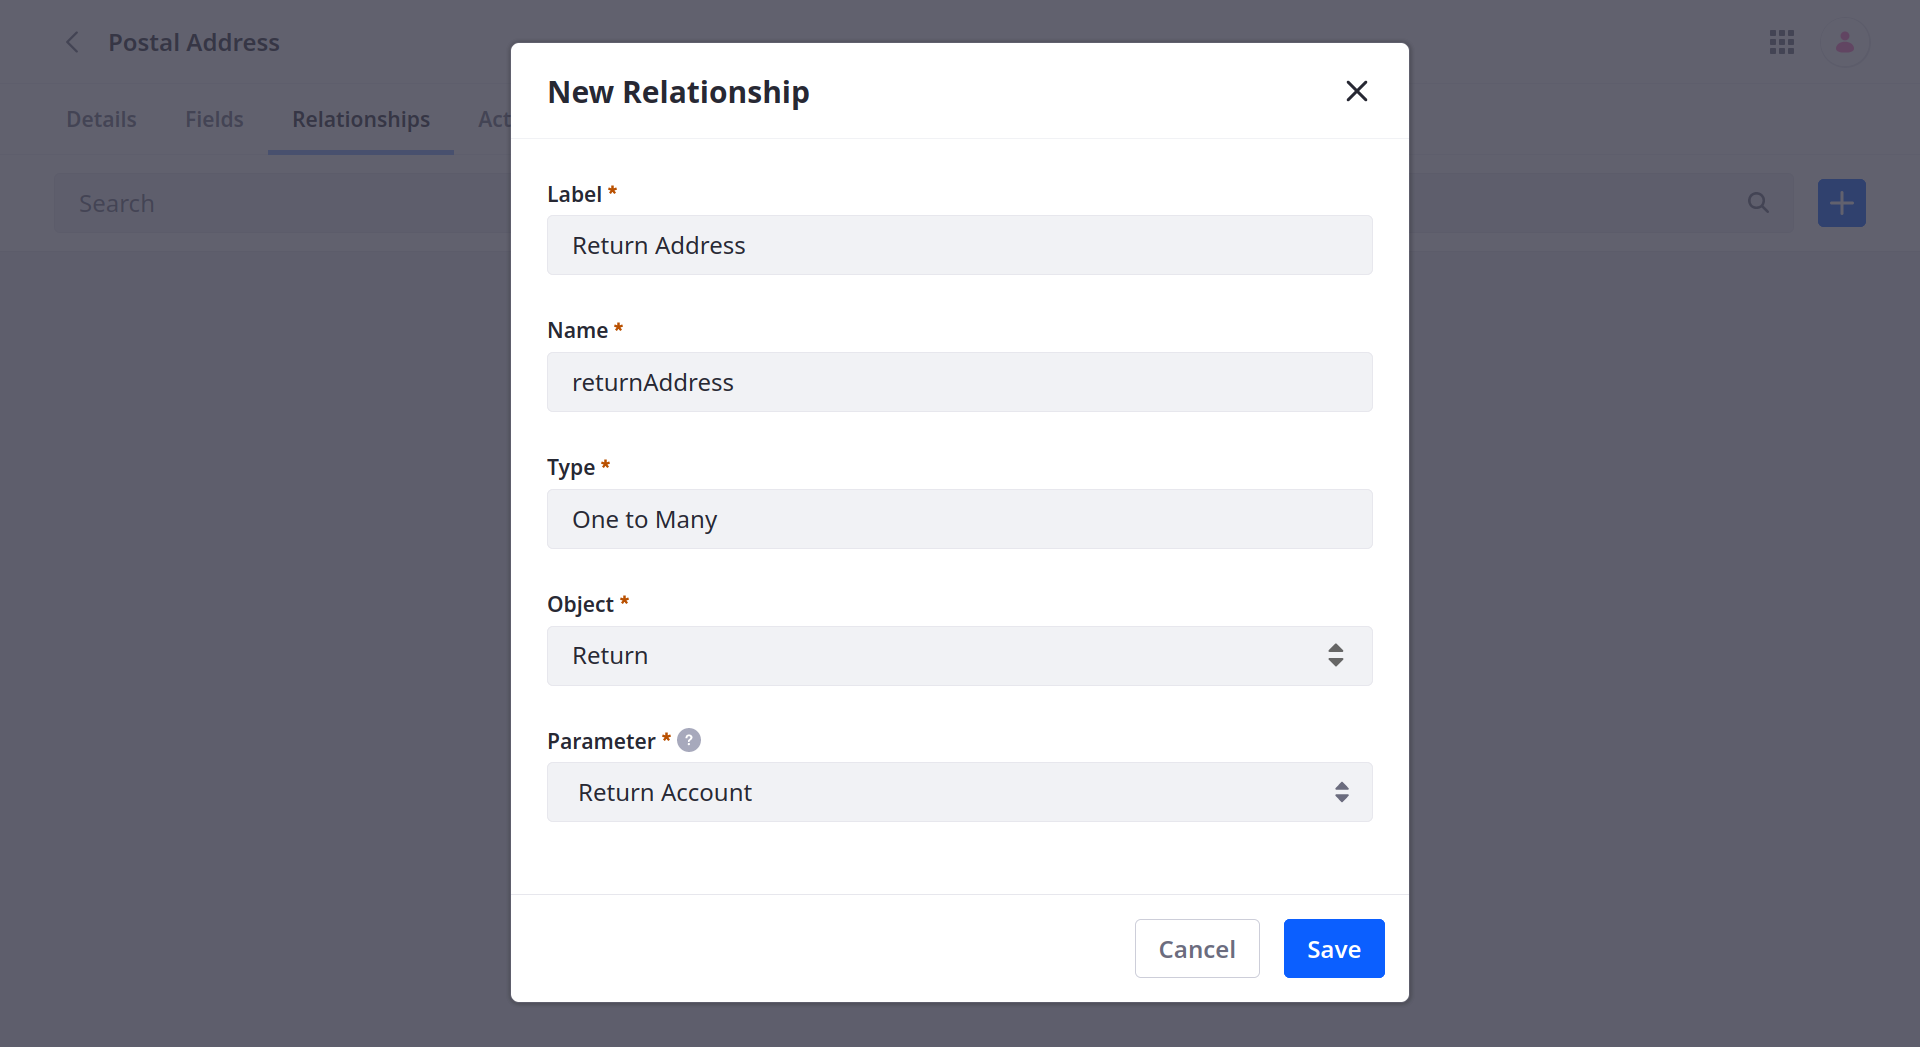 Postal Address
Details
Fields
Relationships
Act
Search
New Relationship
Label *
Return Address
Name *
returnAddress
Type *
One to Many
Object *
Return
Parameter * ?
Return Account
Cancel
Save